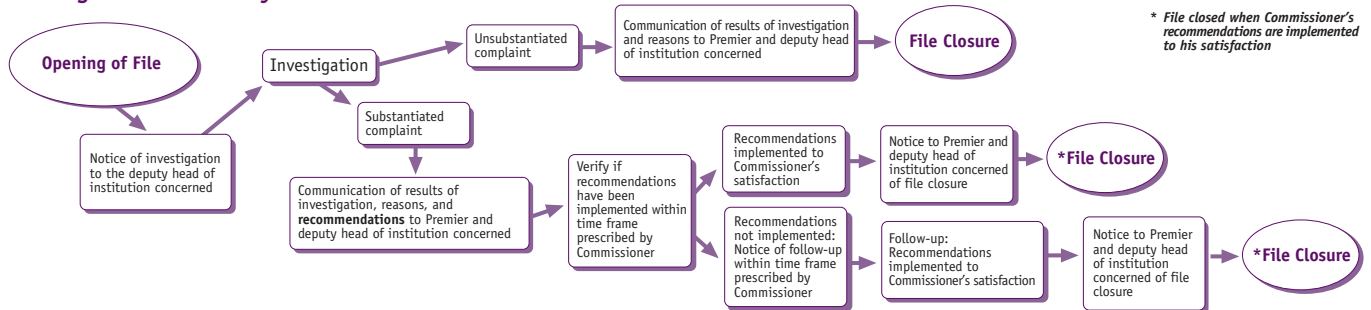 Opening of File
Notice of investigation
to the deputy head of
institution concerned
Investigation
Unsubstantiated
complaint
Communication of results of investigation
and reasons to Premier and deputy head
of institution concerned
File Closure
* File closed when Commissioner's
recommendations are implemented
to his satisfaction
Substantiated
complaint
Communication of results of
investigation, reasons, and
recommendations to Premier and
deputy head of institution concerned
Verify if
recommendations
have been
implemented within
time frame
prescribed by
Commissioner
Recommendations
implemented to
Commissioner's
satisfaction
Notice to Premier and
deputy head of
institution concerned
of file closure
*File Closure
Recommendations
not implemented:
Notice of follow-up
within time frame
prescribed by
Commissioner
Follow-up:
Recommendations
implemented to
Commissioner's satisfaction
Notice to Premier
and deputy head
of institution
concerned of file
closure
*File Closure